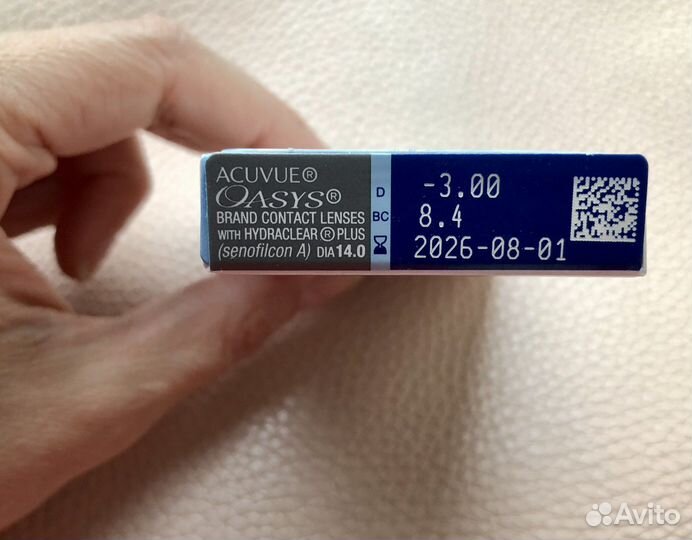 ACUVUE®
OASYS®
BRAND CONTACT LENSES
WITH HYDRACLEAR® PLUS
(senofilcon A) DIA 14.0
D -3.00
BC 8.4
2026-08-01
Avito